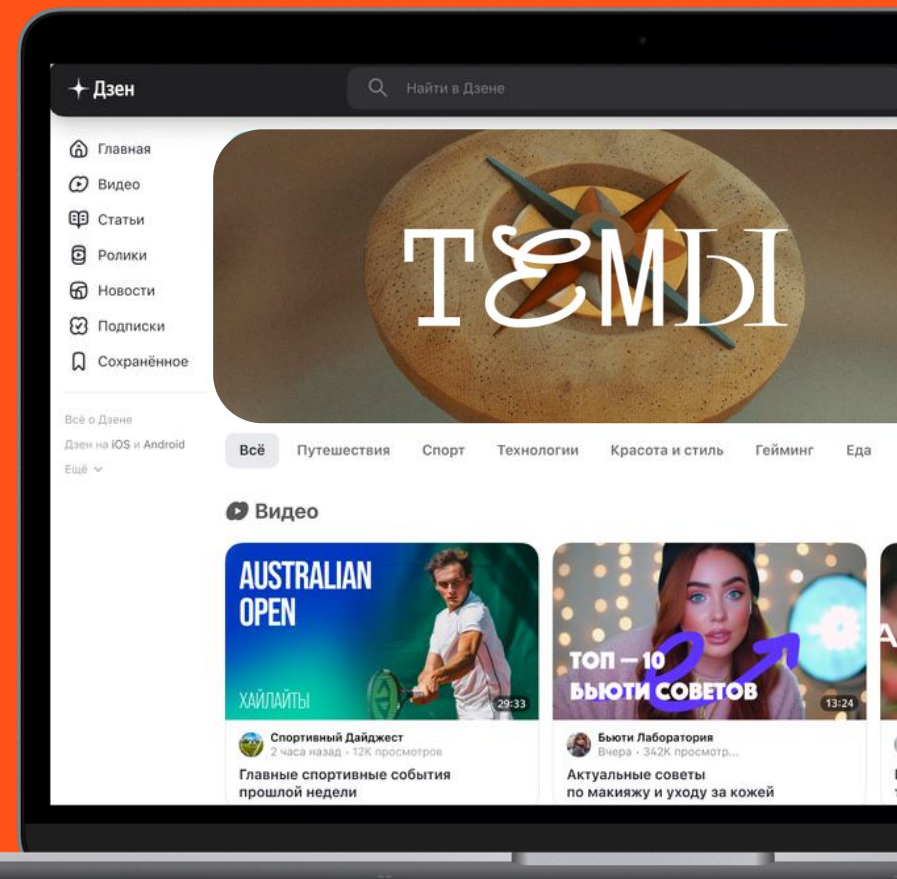 Дзен
Найти в Дзене
Главная
Видео
Статьи
Ролики
Новости
Подписки
Сохранённое
Всё о Дзене
Дзен на iOS и Android
Ещё
ТЕМЫ
Всё Путешествия Спорт Технологии Красота и стиль Гейминг Еда
Видео
AUSTRALIAN
OPEN
ХАЙЛАЙТЫ
29:33
Спортивный Дайджест
2 часа назад · 12K просмотров
Главные спортивные события
прошлой недели
ТОП – 10
БЬЮТИ СОВЕТОВ
13:24
Бьюти Лаборатория
Вчера · 342K просмотр...
Актуальные советы
по макияжу и уходу за кожей